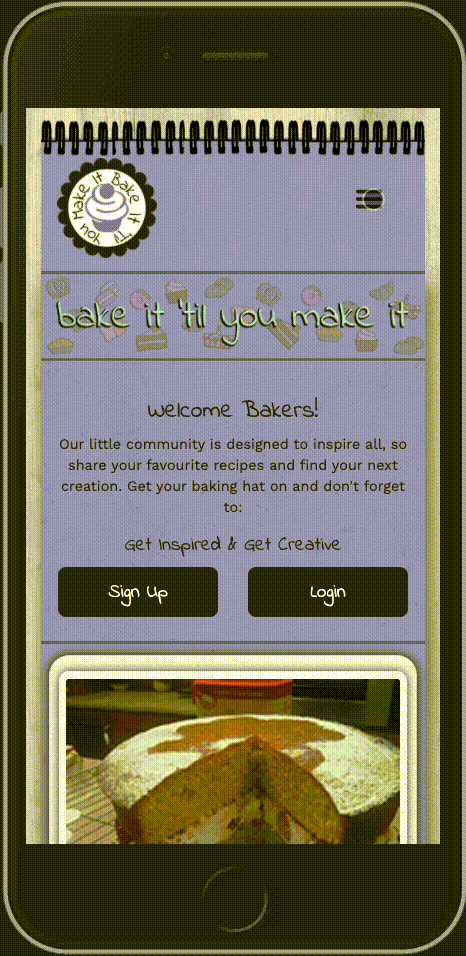 Make It Bake It
'Til You
bake it 'til you make it
Welcome Bakers!
Our little community is designed to inspire all, so
share your favourite recipes and find your next
creation. Get your baking hat on and don't forget
to:
Get Inspired & Get Creative
Sign Up
Login